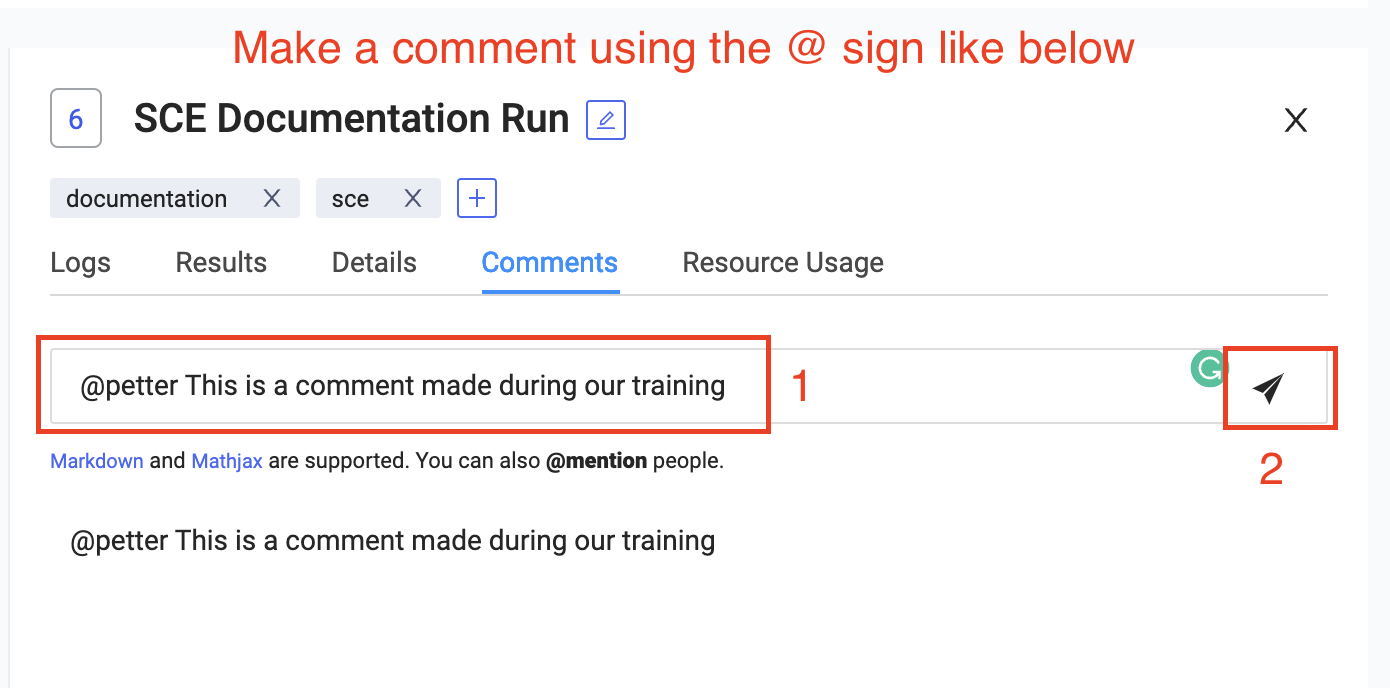 Make a comment using the @ sign like below
6 SCE Documentation Run
documentation X sce X +
Logs Results Details Comments Resource Usage
@petter This is a comment made during our training 1
Markdown and Mathjax are supported. You can also @mention people.
2
@petter This is a comment made during our training